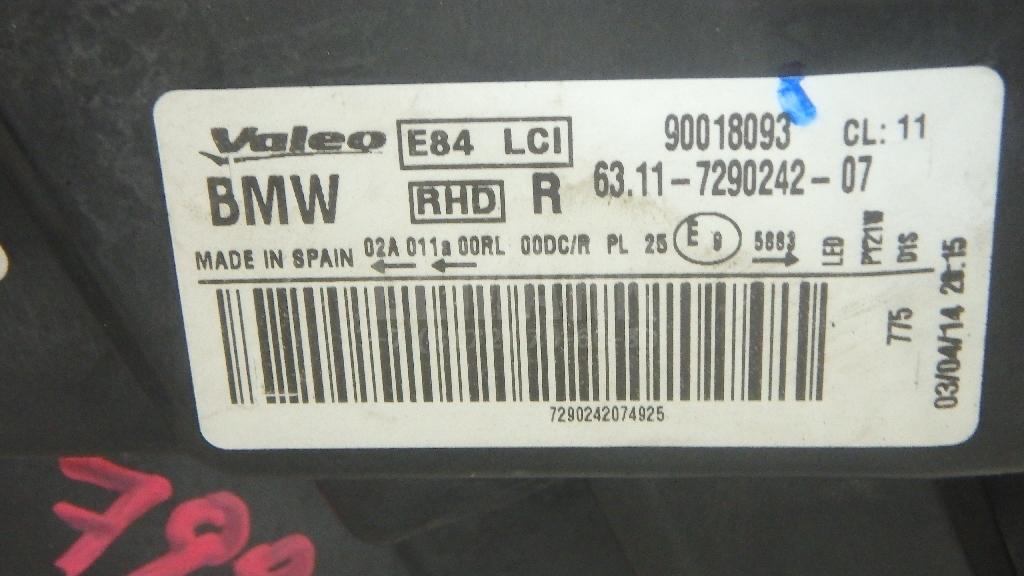 Valeo E84 LCI 90018093 CL: 11
BMW RHD R 63.11-7290242-07
MADE IN SPAIN 02A 011a 00RL 00DC/R PL 25 E 9 5883 LED PY21W D1S
775
03/04/14 20:15
7290242074925